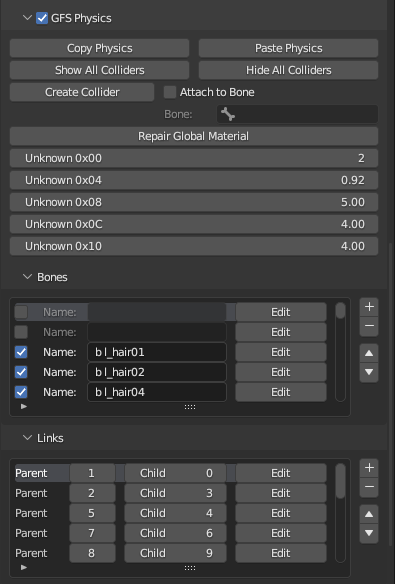 GFS Physics
Copy Physics Paste Physics
Show All Colliders Hide All Colliders
Create Collider Attach to Bone
Bone:
Repair Global Material
Unknown 0x00 2
Unknown 0x04 0.92
Unknown 0x08 5.00
Unknown 0x0C 4.00
Unknown 0x10 4.00
Bones
Name: Edit
Name: Edit
Name: b l_hair01 Edit
Name: b l_hair02 Edit
Name: b l_hair04 Edit
Links
Parent 1 Child 0 Edit
Parent 2 Child 3 Edit
Parent 5 Child 4 Edit
Parent 7 Child 6 Edit
Parent 8 Child 9 Edit